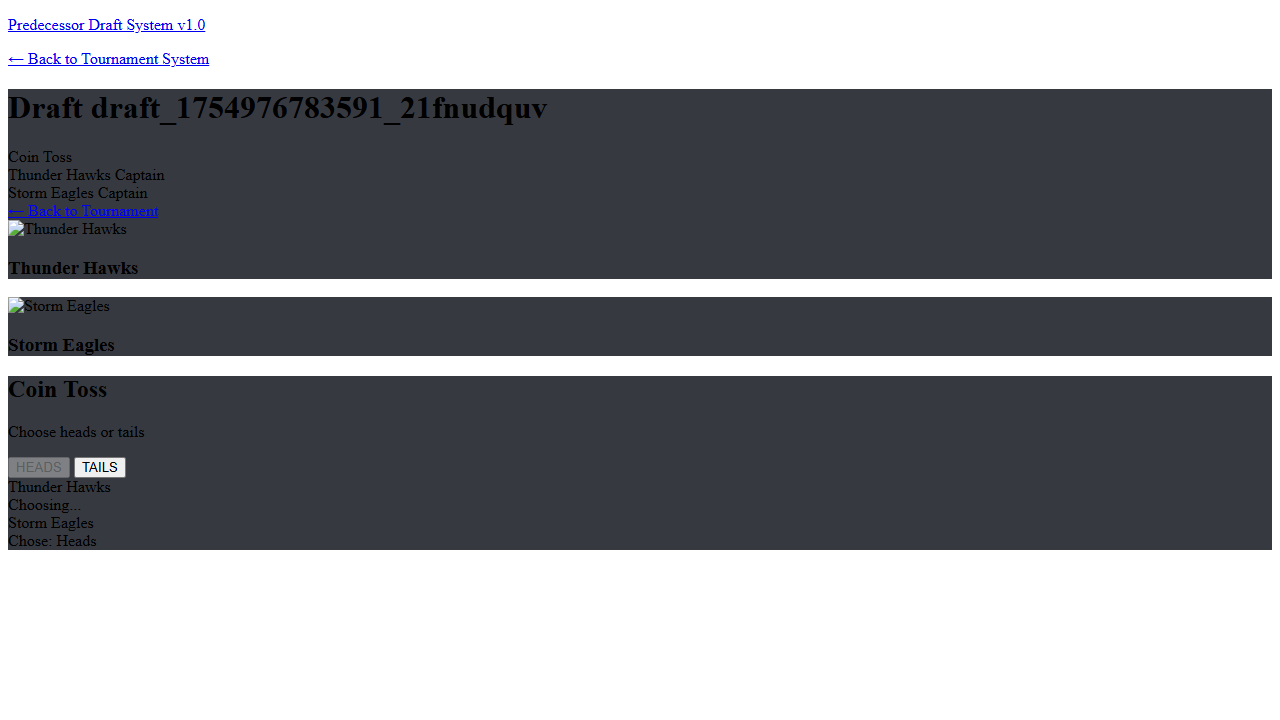 Predecessor Draft System v1.0
← Back to Tournament System
Draft draft_1754976783591_21fnudquv
Coin Toss
Thunder Hawks Captain
Storm Eagles Captain
← Back to Tournament
Thunder Hawks
Thunder Hawks
Storm Eagles
Storm Eagles
Coin Toss
Choose heads or tails
HEADS TAILS
Thunder Hawks
Choosing...
Storm Eagles
Chose: Heads